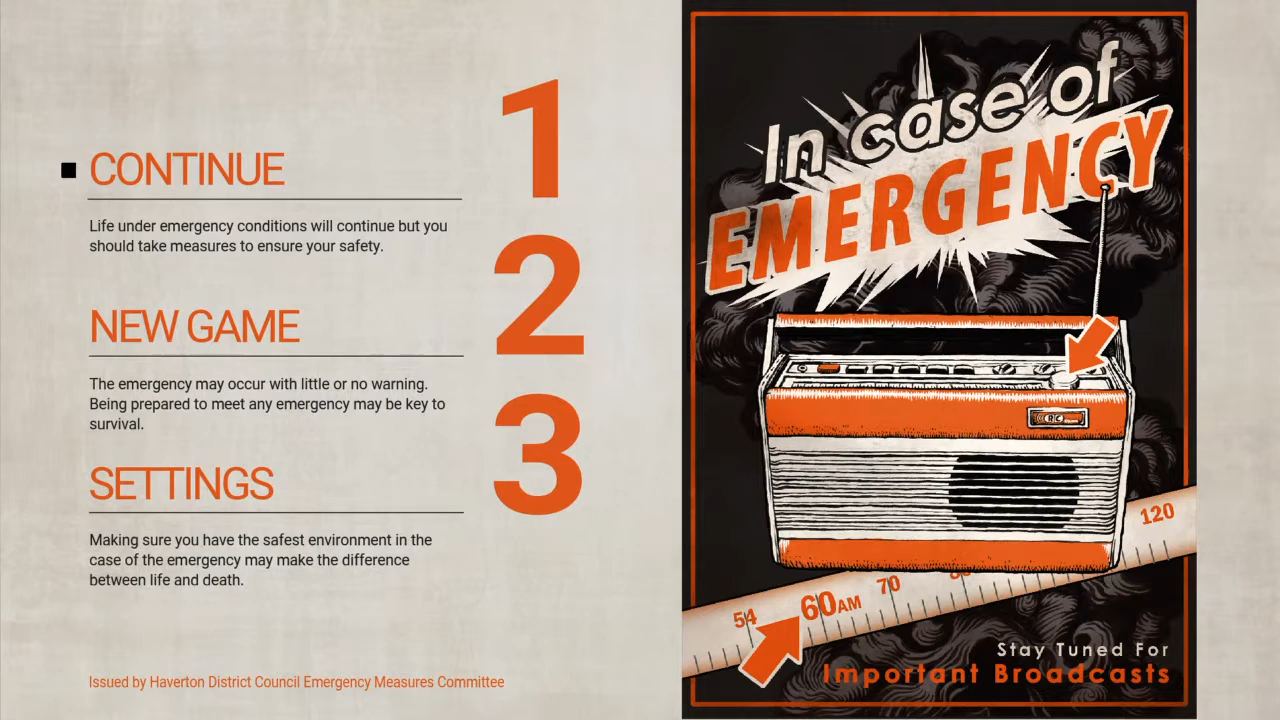 CONTINUE
Life under emergency conditions will continue but you
should take measures to ensure your safety.
1
NEW GAME
The emergency may occur with little or no warning.
Being prepared to meet any emergency may be key to
survival.
2
SETTINGS
Making sure you have the safest environment in the
case of the emergency may make the difference
between life and death.
3
Issued by Haverton District Council Emergency Measures Committee
In case of
EMERGENCY
54 60AM 70 120
Stay Tuned For
Important Broadcasts